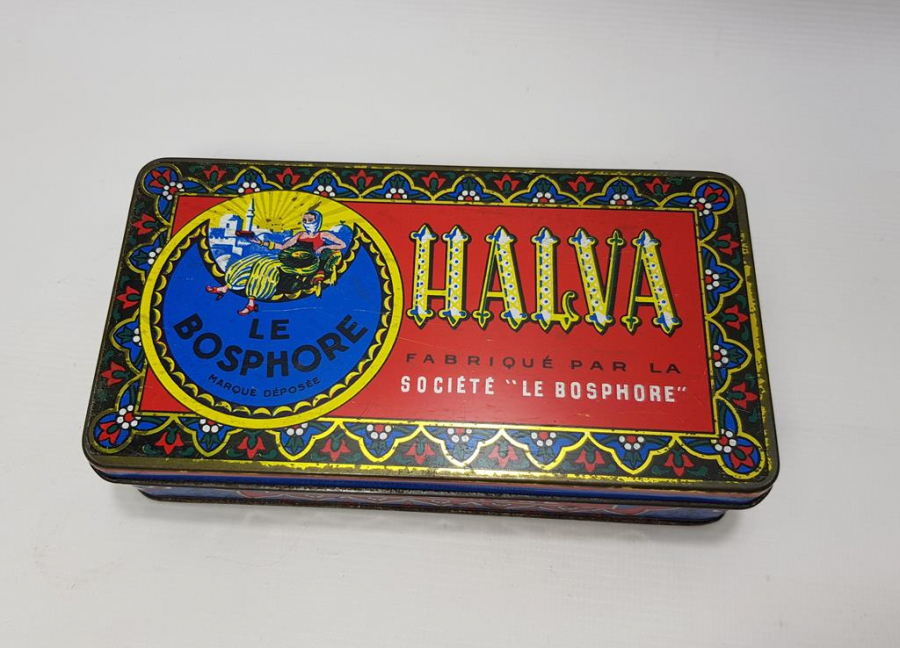 LE
BOSPHORE
MARQUE DÉPOSÉE
HALVA
FABRIQUÉ PAR LA
SOCIÉTÉ "LE BOSPHORE"